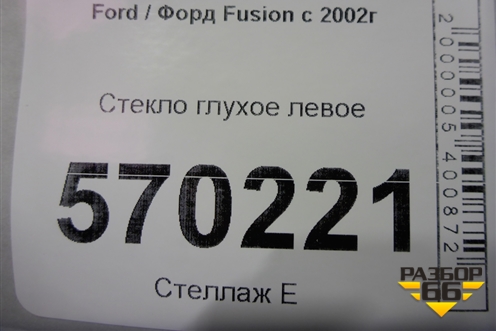 Ford / Форд Fusion с 2002г
Стекло глухое левое
570221
Стеллаж Е
2000005400872
РАЗБОР
66